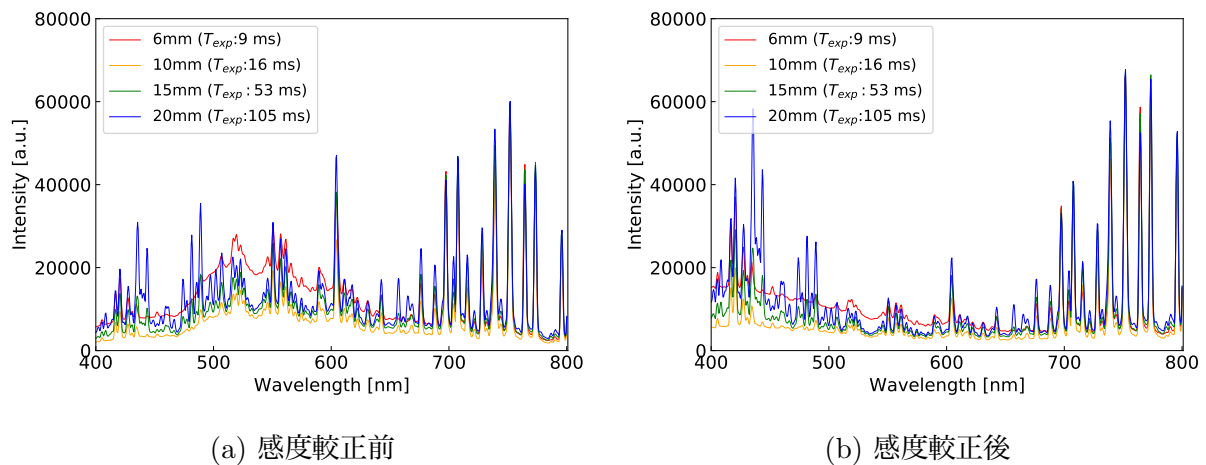 80000
60000
40000
20000
0
Intensity [a.u.]
6mm (T_exp:9 ms)
10mm (T_exp:16 ms)
15mm (T_exp : 53 ms)
20mm (T_exp:105 ms)
400 500 600 700 800
Wavelength [nm]
(a) 感度較正前
80000
60000
40000
20000
0
Intensity [a.u.]
6mm (T_exp:9 ms)
10mm (T_exp:16 ms)
15mm (T_exp : 53 ms)
20mm (T_exp:105 ms)
400 500 600 700 800
Wavelength [nm]
(b) 感度較正後